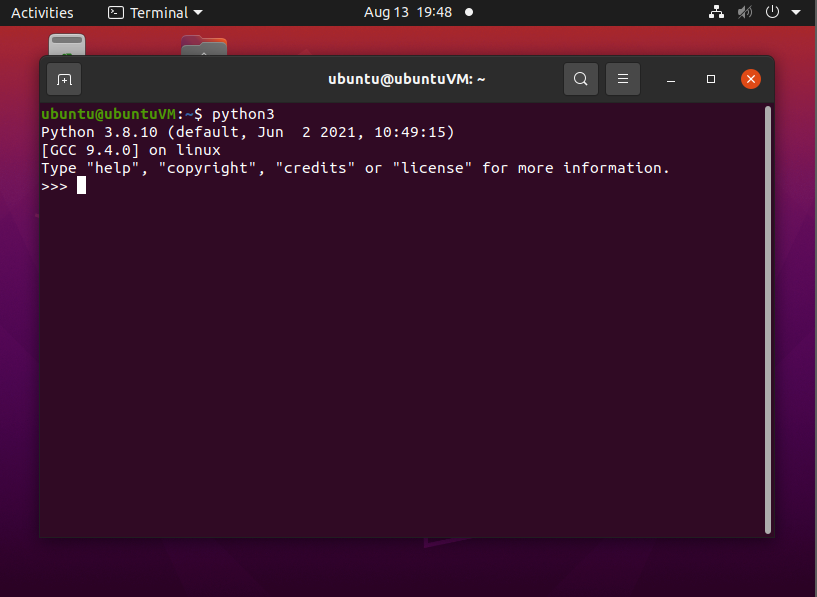 Activities Terminal Aug 13 19:48
ubuntu@ubuntuVM: ~
ubuntu@ubuntuVM:~$ python3
Python 3.8.10 (default, Jun  2 2021, 10:49:15)
[GCC 9.4.0] on linux
Type "help", "copyright", "credits" or "license" for more information.
>>>